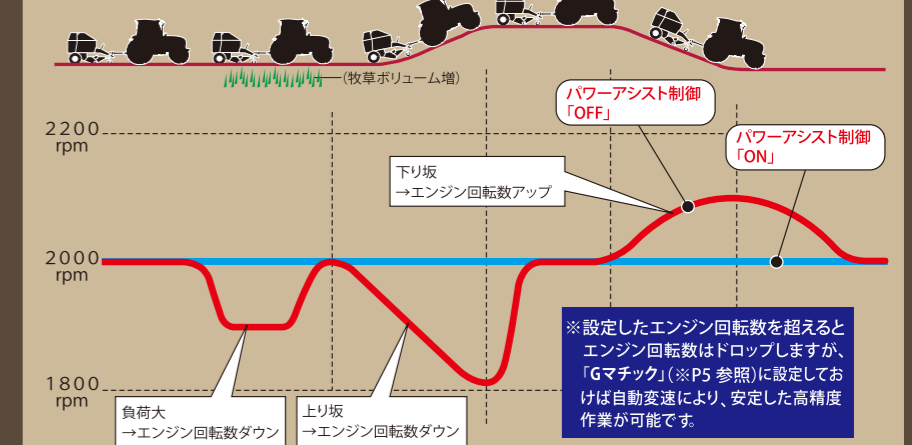 (牧草ボリューム増)
パワーアシスト制御
「OFF」
2200
rpm
パワーアシスト制御
「ON」
下り坂
→エンジン回転数アップ
2000
rpm
※設定したエンジン回転数を超えると
エンジン回転数はドロップしますが、
「Gマチック」(※P5 参照)に設定してお
けば自動変速により、安定した高精度
作業が可能です。
1800
rpm
負荷大
→エンジン回転数ダウン
上り坂
→エンジン回転数ダウン